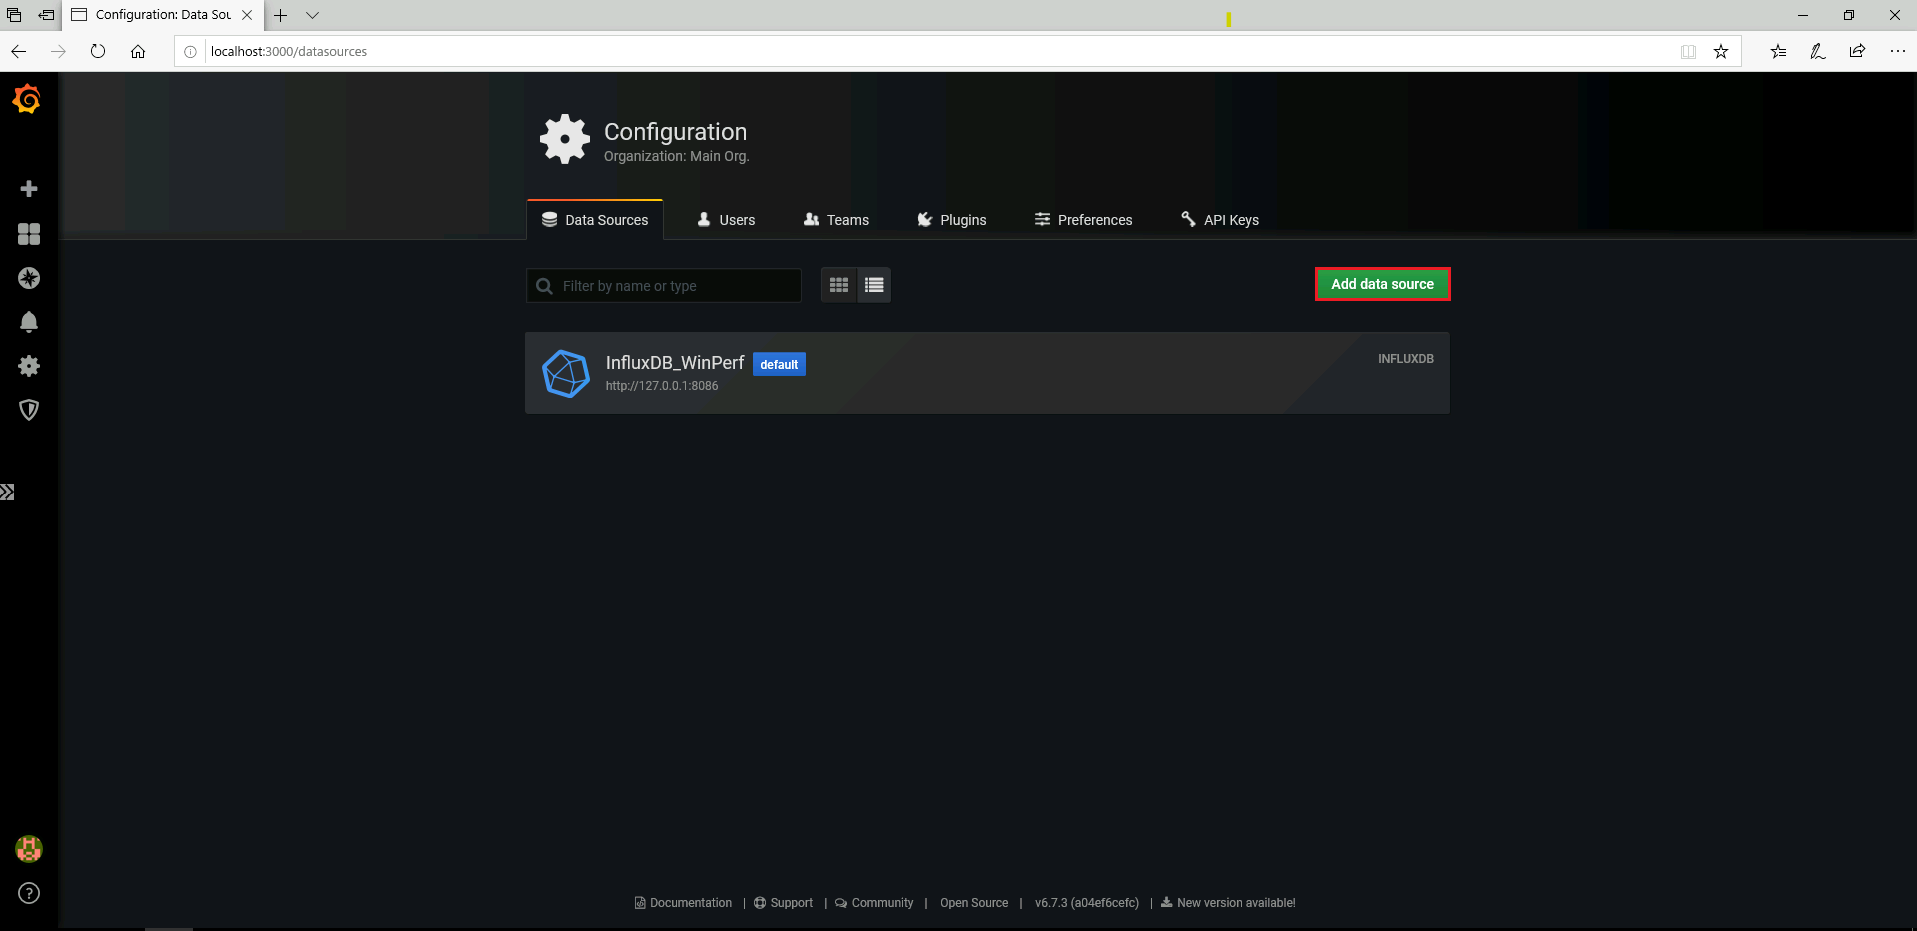 Configuration: Data Sou
localhost:3000/datasources
Configuration
Organization: Main Org.
Data Sources Users Teams Plugins Preferences API Keys
Filter by name or type
Add data source
InfluxDB_WinPerf default INFLUXDB
http://127.0.0.1:8086
Documentation | Support | Community | Open Source | v6.7.3 (a04ef6cefc) | New version available!